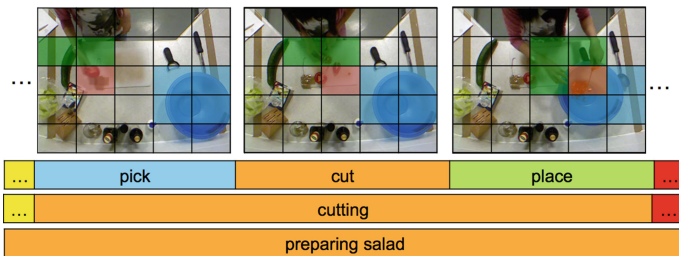 ... ...
... pick cut place ...
... cutting ...
preparing salad